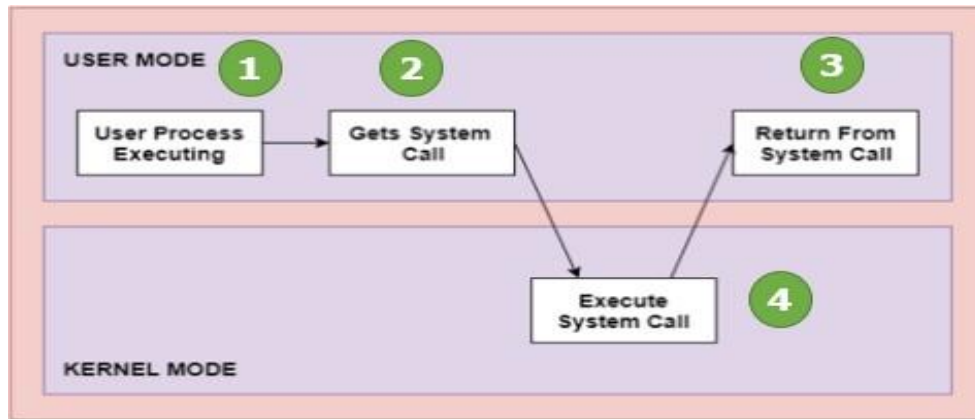 USER MODE
1
2
3
User Process
Executing
Gets System
Call
Return From
System Call
Execute
System Call
4
KERNEL MODE